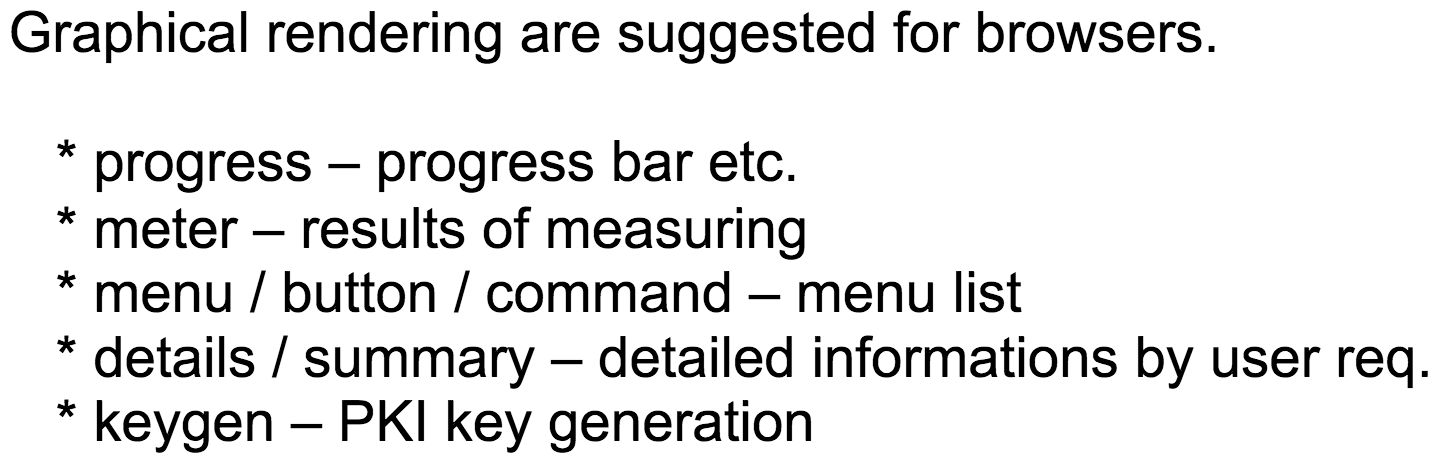 Graphical rendering are suggested for browsers.
* progress – progress bar etc.
* meter – results of measuring
* menu / button / command – menu list
* details / summary – detailed informations by user req.
* keygen – PKI key generation